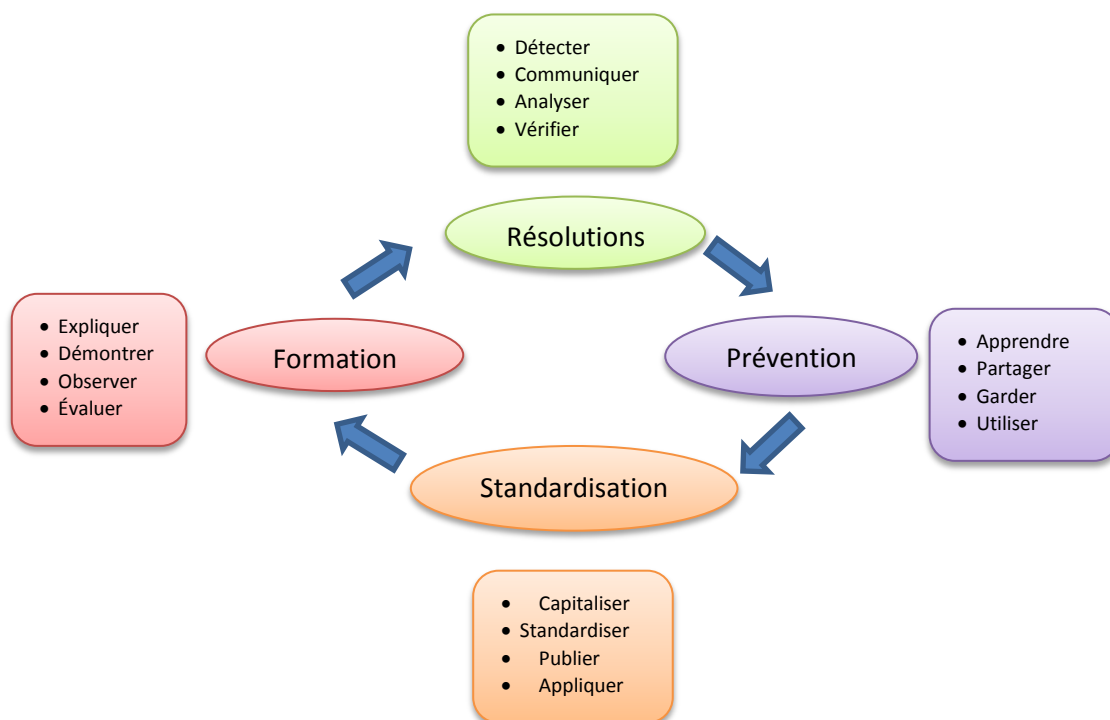 • Détecter
• Communiquer
• Analyser
• Vérifier
Résolutions
• Expliquer
• Démontrer
• Observer
• Évaluer
Formation
Prévention
• Apprendre
• Partager
• Garder
• Utiliser
Standardisation
• Capitaliser
• Standardiser
• Publier
• Appliquer